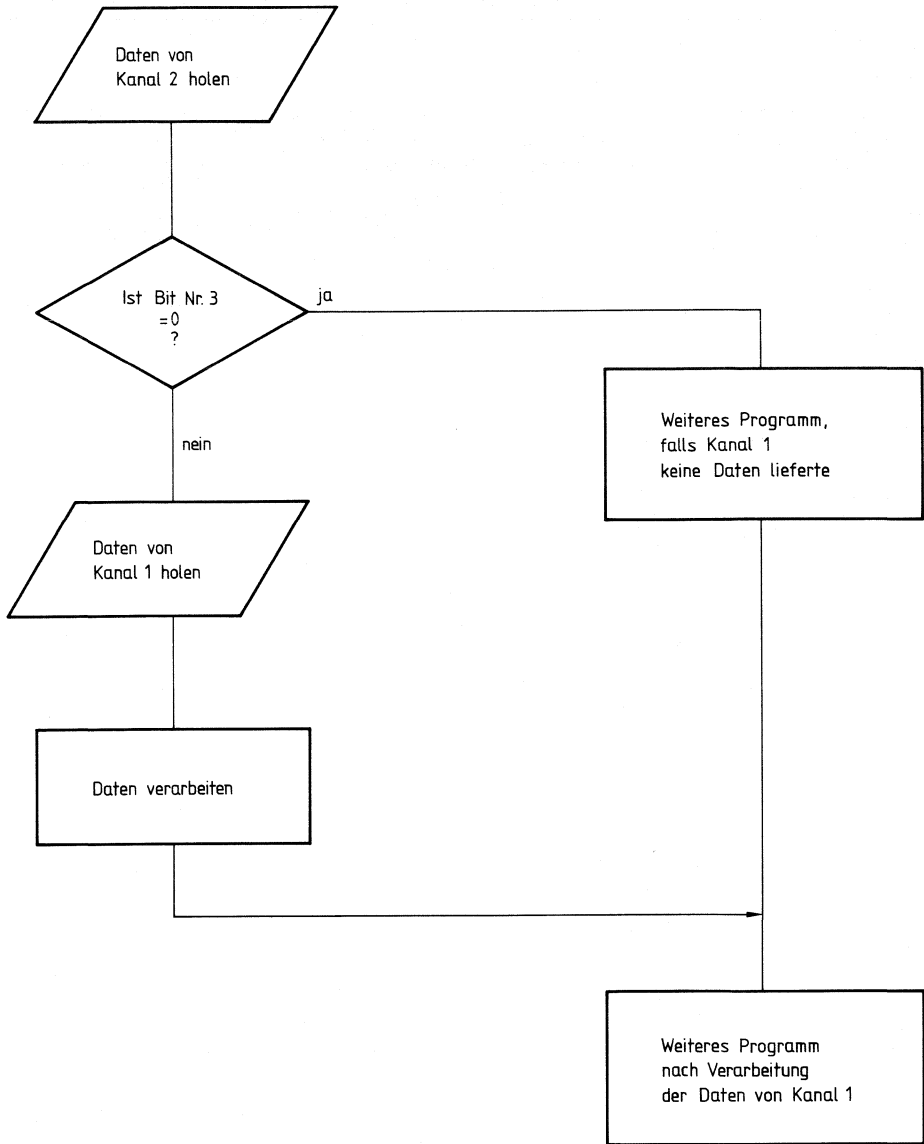 Daten von
Kanal 2 holen
Ist Bit Nr. 3
=0
?
ja
nein
Weiteres Programm,
falls Kanal 1
keine Daten lieferte
Daten von
Kanal 1 holen
Daten verarbeiten
Weiteres Programm
nach Verarbeitung
der Daten von Kanal 1